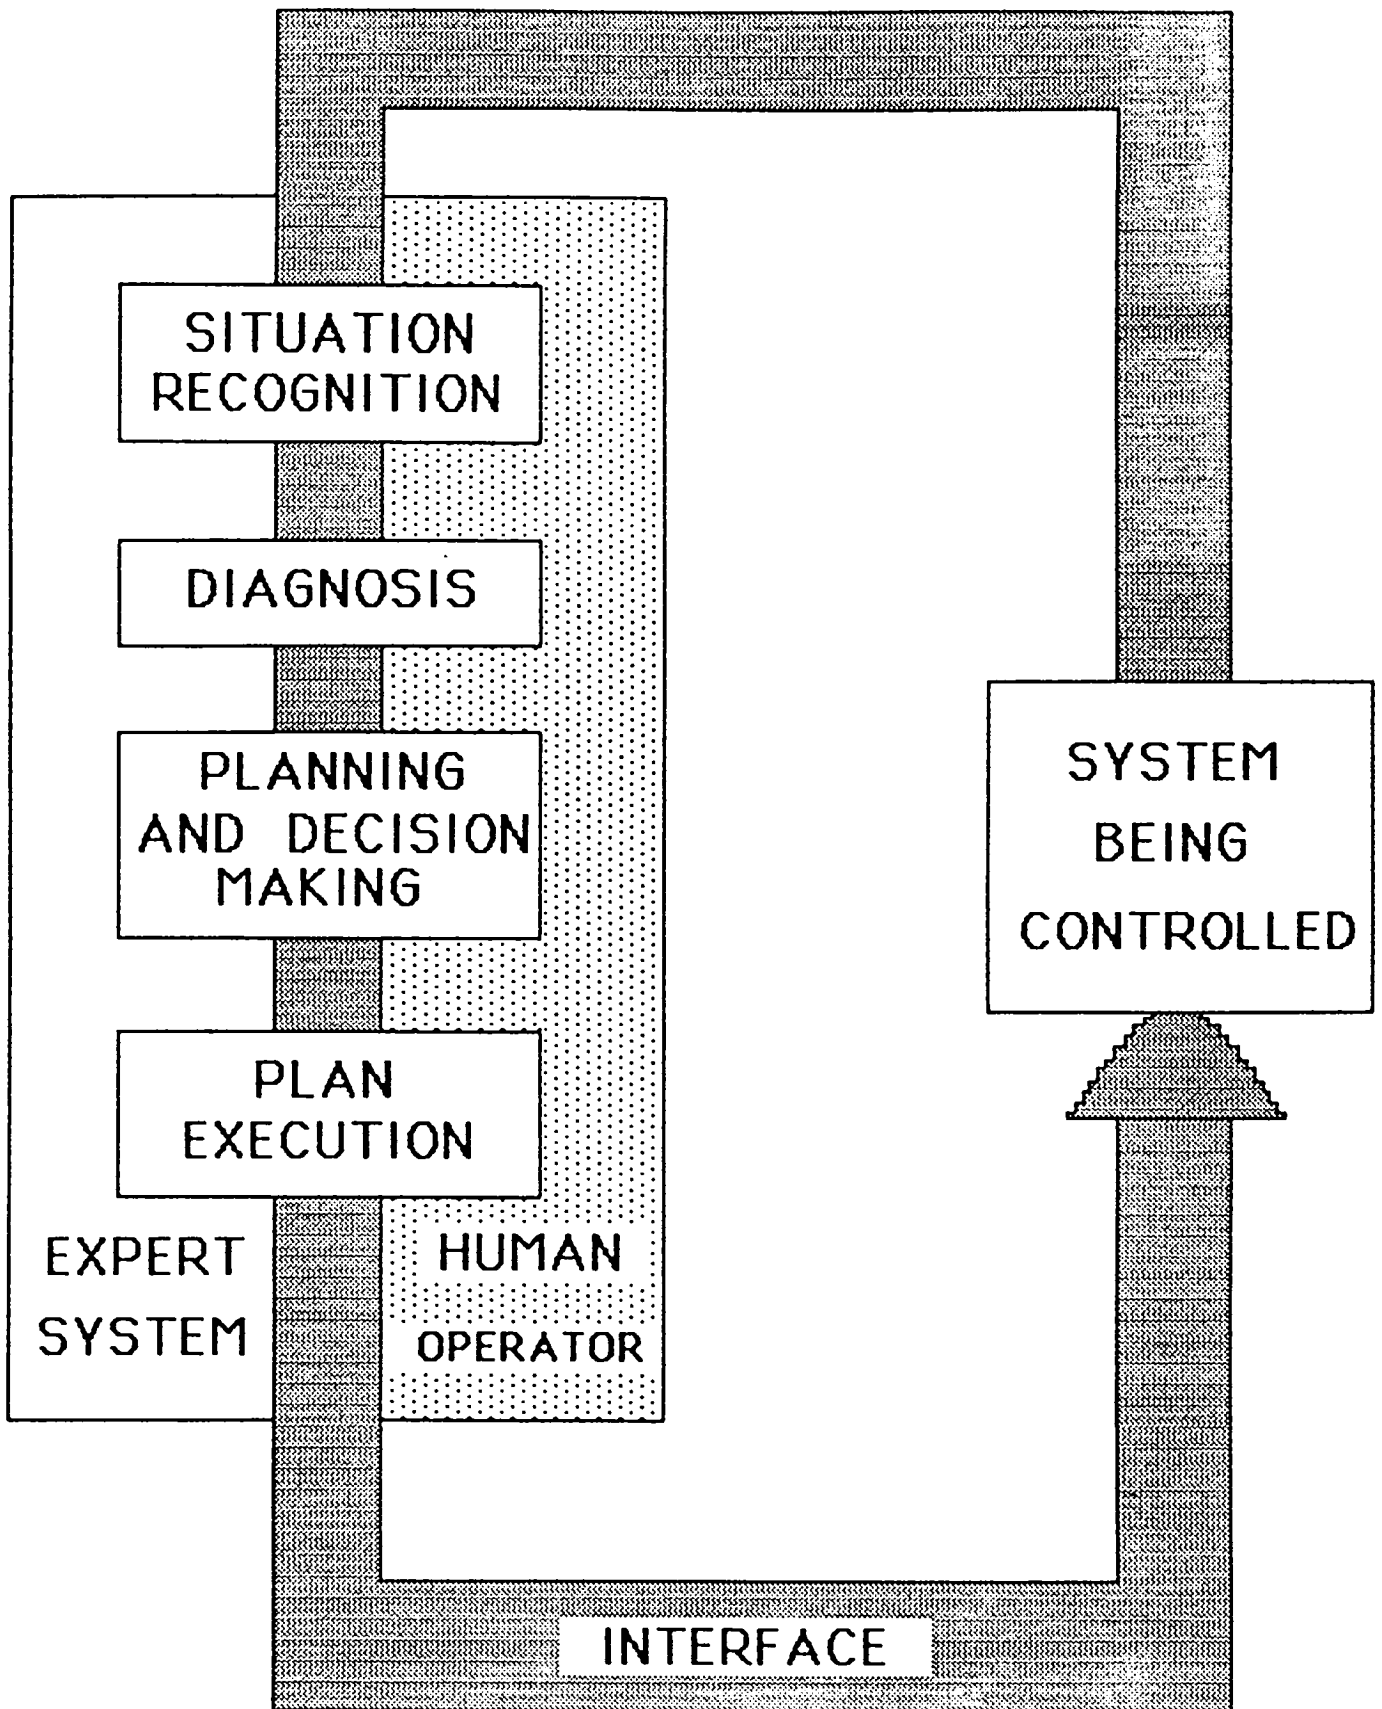 SITUATION
RECOGNITION
DIAGNOSIS
PLANNING
AND DECISION
MAKING
PLAN
EXECUTION
EXPERT
SYSTEM
HUMAN
OPERATOR
SYSTEM
BEING
CONTROLLED
INTERFACE